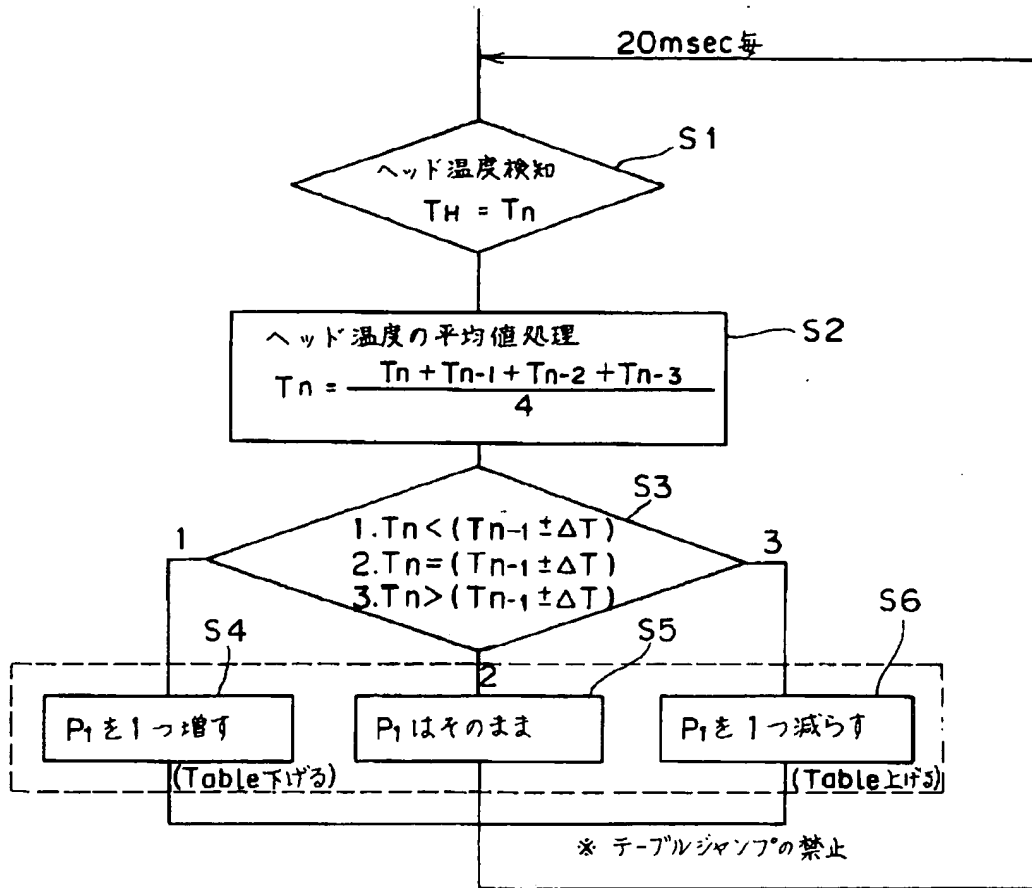 20msec毎
S1
ヘッド温度検知
TH = Tn
S2
ヘッド温度の平均値処理
Tn = (Tn + Tn-1 + Tn-2 + Tn-3) / 4
S3
1
1.Tn<(Tn-1±ΔT)
2.Tn=(Tn-1±ΔT)
3.Tn>(Tn-1±ΔT)
3
S4
S5
S6
2
P1を1つ増す
P1はそのまま
P1を1つ減らす
(Table下げる)
(Table上げる)
※ テーブルジャンプの禁止